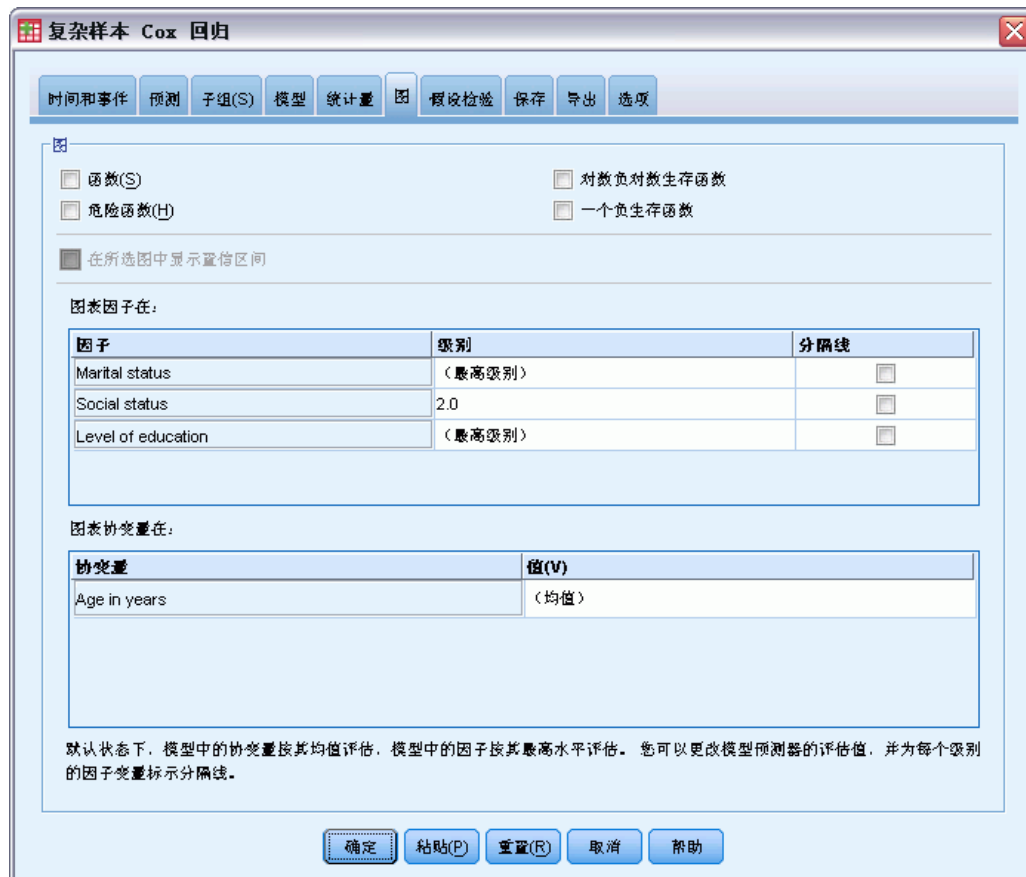 复杂样本 Cox 回归
时间和事件 预测 子组(S) 模型 统计量 图 假设检验 保存 导出 选项
图
函数(S) 对数负对数生存函数
危险函数(H) 一个负生存函数
在所选图中显示置信区间
图表因子在:
因子 级别 分隔线
Marital status （最高级别）
Social status 2.0
Level of education （最高级别）
图表协变量在:
协变量 值(V)
Age in years （均值）
默认状态下，模型中的协变量按其均值评估，模型中的因子按其最高水平评估。 您可以更改模型预测器的评估值，并为每个级别
的因子变量标示分隔线。
确定 粘贴(P) 重置(R) 取消 帮助